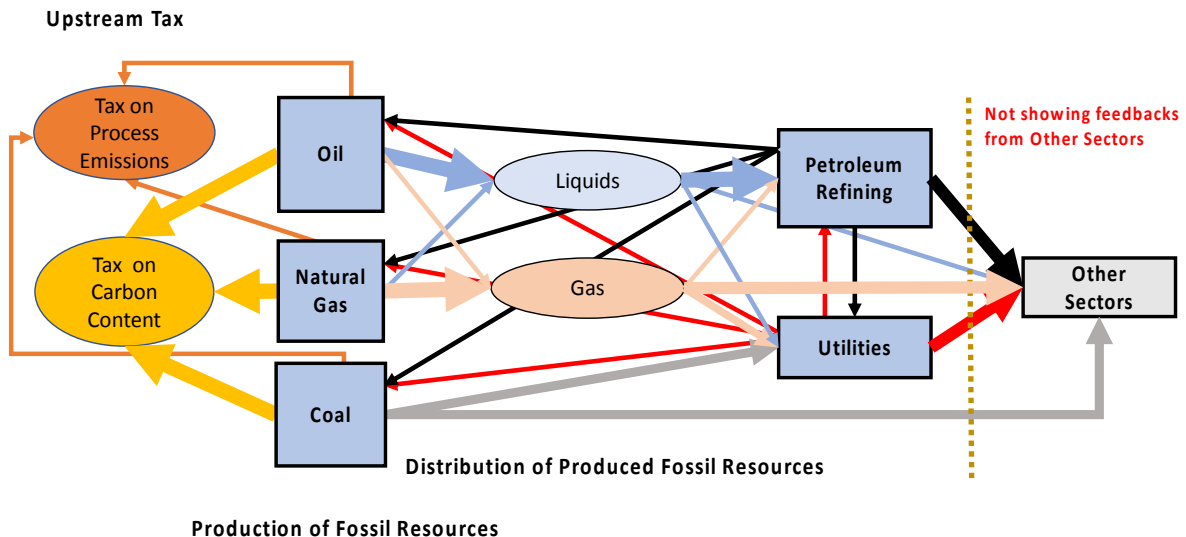 Upstream Tax
Tax on
Process
Emissions
Oil
Liquids
Petroleum
Refining
Not showing feedbacks
from Other Sectors
Tax on
Carbon
Content
Natural
Gas
Gas
Other
Sectors
Utilities
Coal
Distribution of Produced Fossil Resources
Production of Fossil Resources